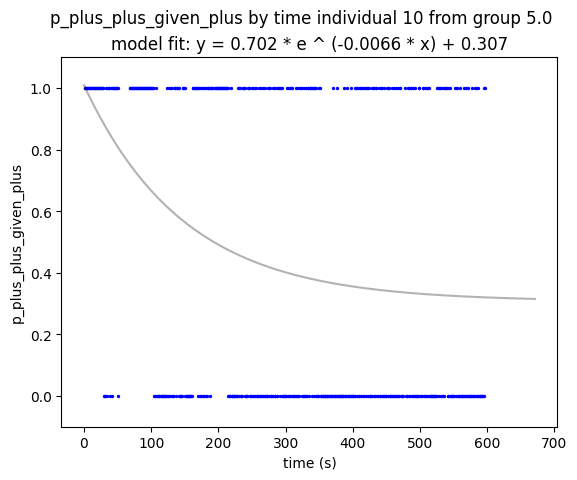 p_plus_plus_given_plus by time individual 10 from group 5.0
model fit: y = 0.702 * e ^ (-0.0066 * x) + 0.307
1.0
0.8
0.6
0.4
0.2
0.0
p_plus_plus_given_plus
0 100 200 300 400 500 600 700
time (s)